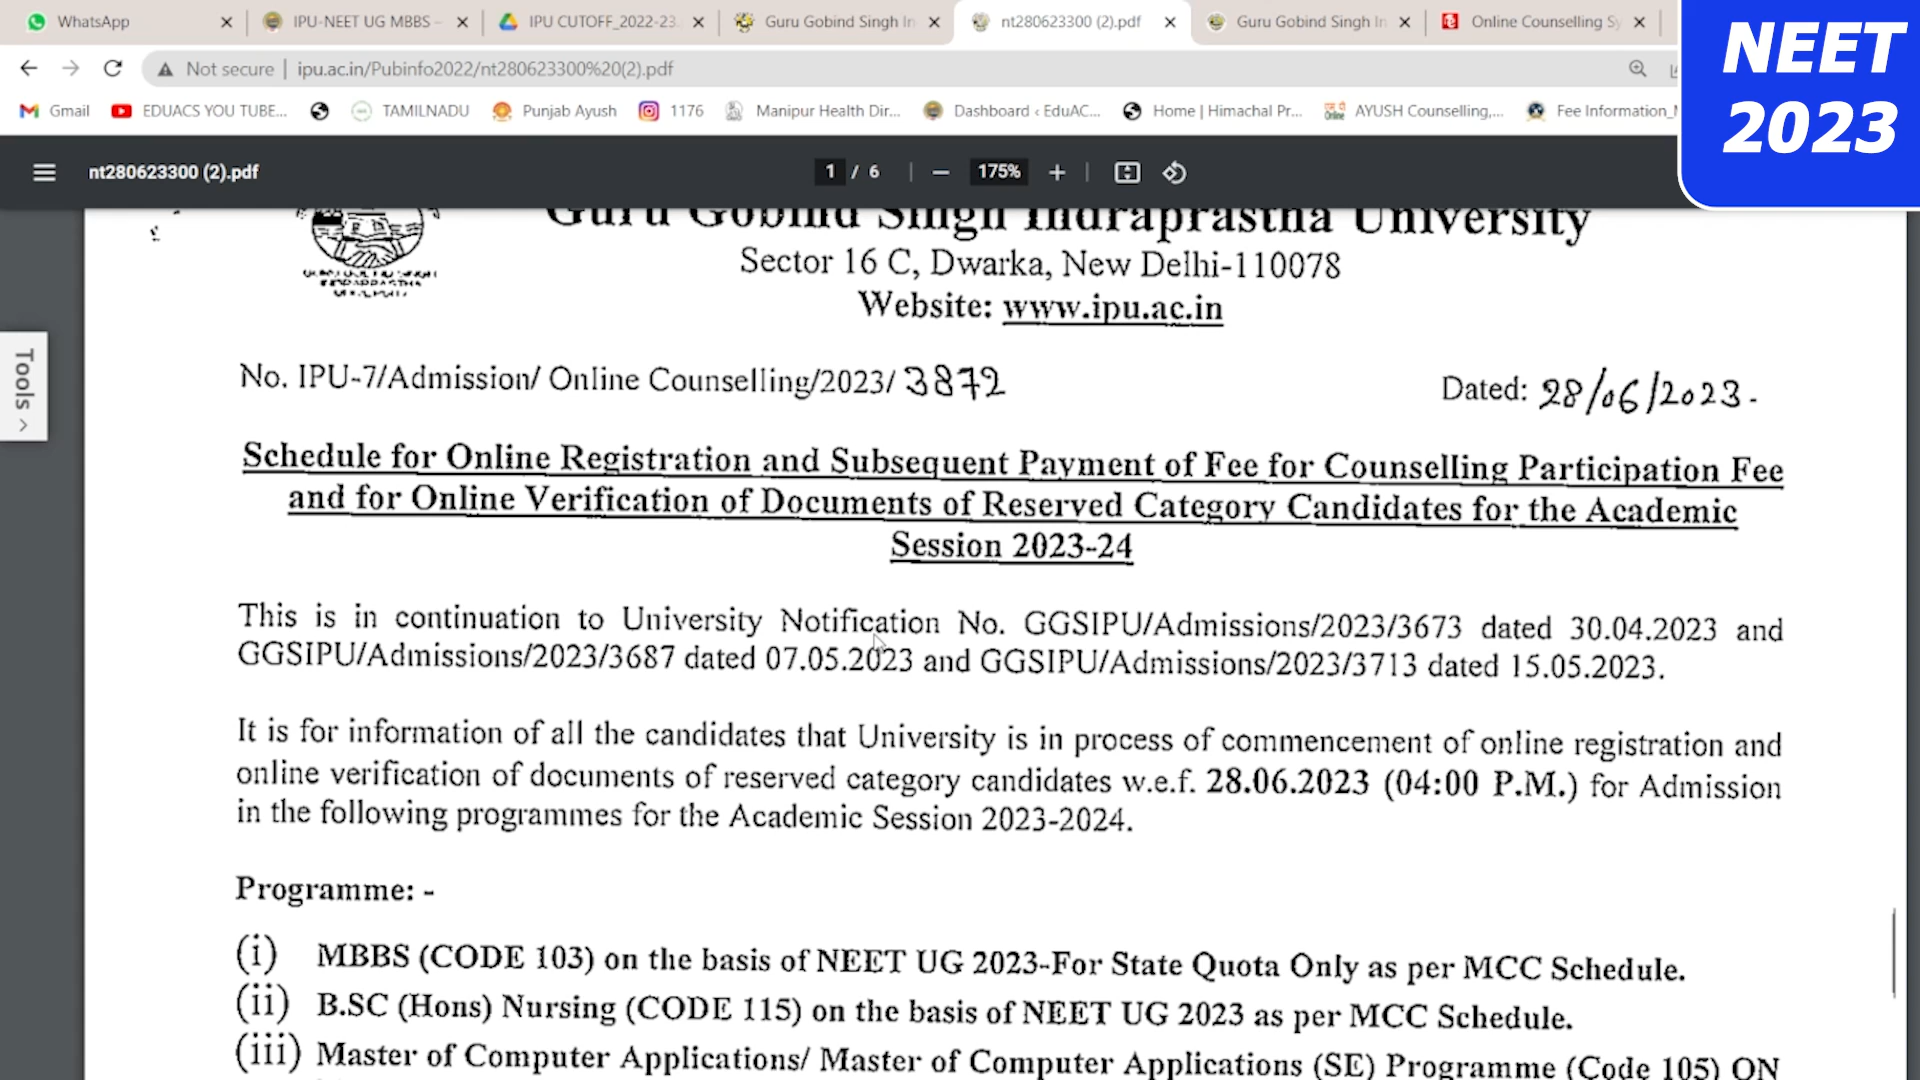 WhatsApp
IPU-NEET UG MBBS –
IPU CUTOFF_2022-23
Guru Gobind Singh In
nt280623300 (2).pdf
Guru Gobind Singh In
Online Counselling Sy
NEET
2023
Not secure | ipu.ac.in/Pubinfo2022/nt280623300%20(2).pdf
Gmail
EDUACS YOU TUBE...
TAMILNADU
Punjab Ayush
1176
Manipur Health Dir...
Dashboard ‹ EduAC...
Home | Himachal Pr...
AYUSH Counselling,...
Fee Information_
nt280623300 (2).pdf
1 / 6
175%
Tools
Guru Gobind Singh Indraprastha University
Sector 16 C, Dwarka, New Delhi-110078
Website: www.ipu.ac.in
No. IPU-7/Admission/ Online Counselling/2023/ 3872
Dated: 28/06/2023.
Schedule for Online Registration and Subsequent Payment of Fee for Counselling Participation Fee
and for Online Verification of Documents of Reserved Category Candidates for the Academic
Session 2023-24
This is in continuation to University Notification No. GGSIPU/Admissions/2023/3673 dated 30.04.2023 and
GGSIPU/Admissions/2023/3687 dated 07.05.2023 and GGSIPU/Admissions/2023/3713 dated 15.05.2023.
It is for information of all the candidates that University is in process of commencement of online registration and
online verification of documents of reserved category candidates w.e.f. 28.06.2023 (04:00 P.M.) for Admission
in the following programmes for the Academic Session 2023-2024.
Programme: -
(i) MBBS (CODE 103) on the basis of NEET UG 2023-For State Quota Only as per MCC Schedule.
(ii) B.SC (Hons) Nursing (CODE 115) on the basis of NEET UG 2023 as per MCC Schedule.
(iii) Master of Computer Applications/ Master of Computer Applications (SE) Programme (Code 105) ON